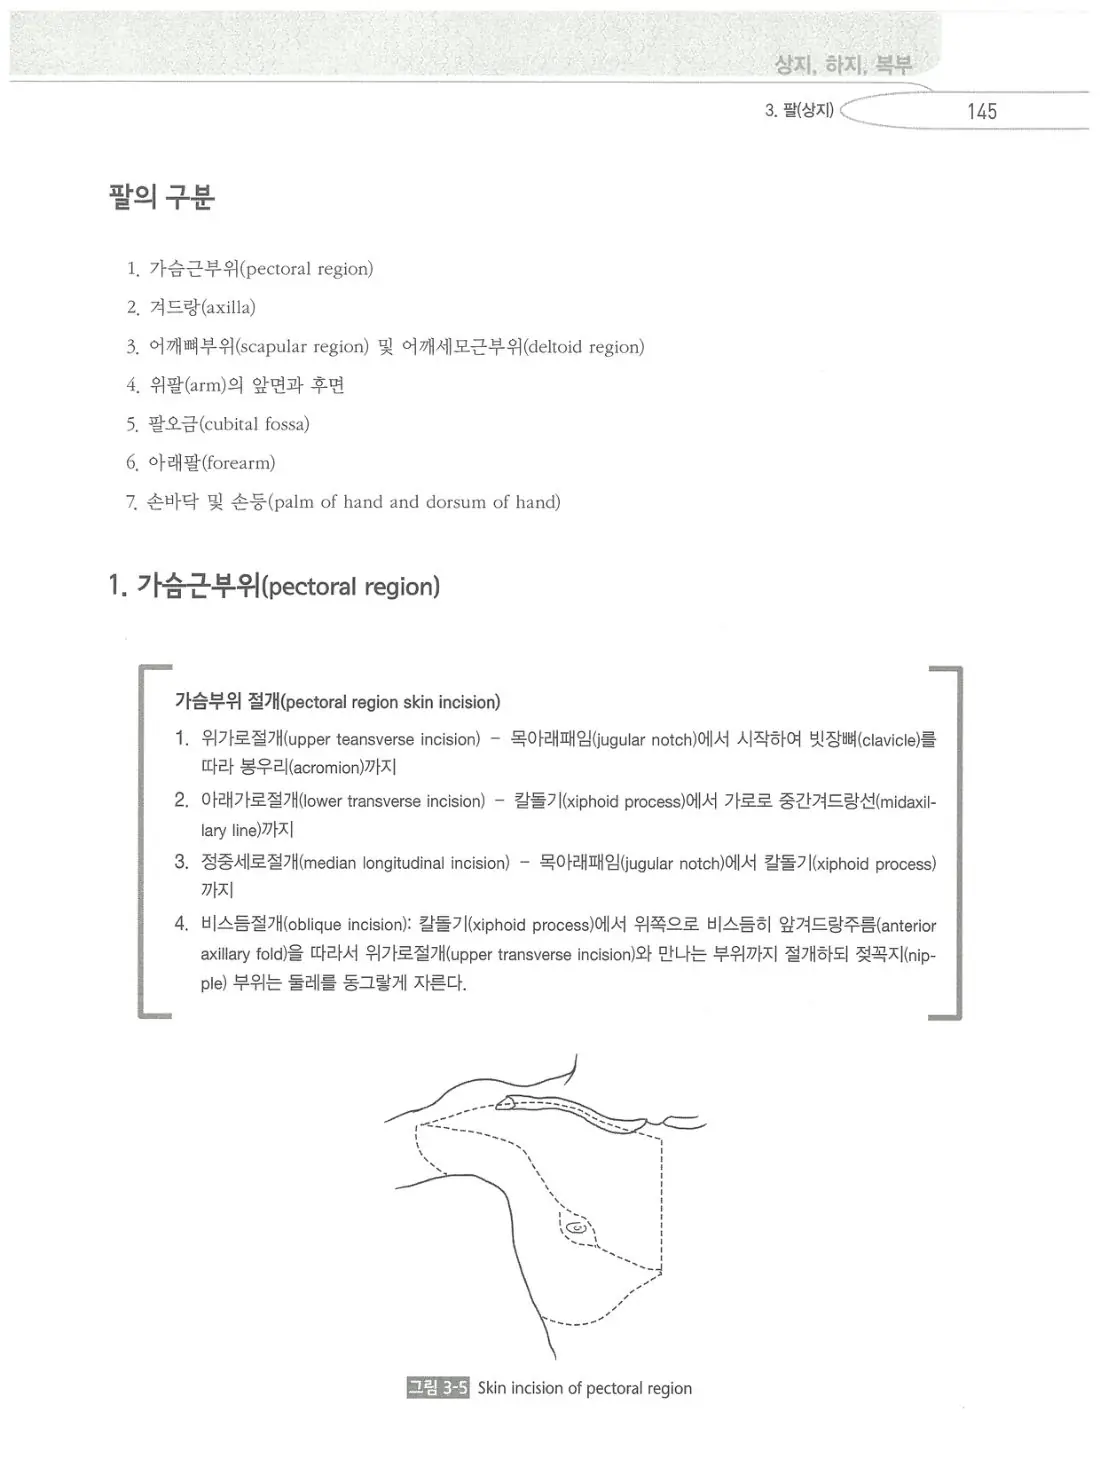 상지, 하지, 복부
3. 팔(상지)
145
팔의 구분
1. 가슴근부위(pectoral region)
2. 겨드랑(axilla)
3. 어깨뼈부위(scapular region) 및 어깨세모근부위(deltoid region)
4. 위팔(arm)의 앞면과 후면
5. 팔오금(cubital fossa)
6. 아래팔(forearm)
7. 손바닥 및 손등(palm of hand and dorsum of hand)
1. 가슴근부위(pectoral region)
가슴부위 절개(pectoral region skin incision)
1. 위가로절개(upper teansverse incision) - 목아래패임(jugular notch)에서 시작하여 빗장뼈(clavicle)를
따라 봉우리(acromion)까지
2. 아래가로절개(lower transverse incision) - 칼돌기(xiphoid process)에서 가로로 중간겨드랑선(midaxil-
lary line)까지
3. 정중세로절개(median longitudinal incision) - 목아래패임(jugular notch)에서 칼돌기(xiphoid process)
까지
4. 비스듬절개(oblique incision): 칼돌기(xiphoid process)에서 위쪽으로 비스듬히 앞겨드랑주름(anterior
axillary fold)을 따라서 위가로절개(upper transverse incision)와 만나는 부위까지 절개하되 젖꼭지(nip-
ple) 부위는 둘레를 동그랗게 자른다.
그림 3-5 Skin incision of pectoral region